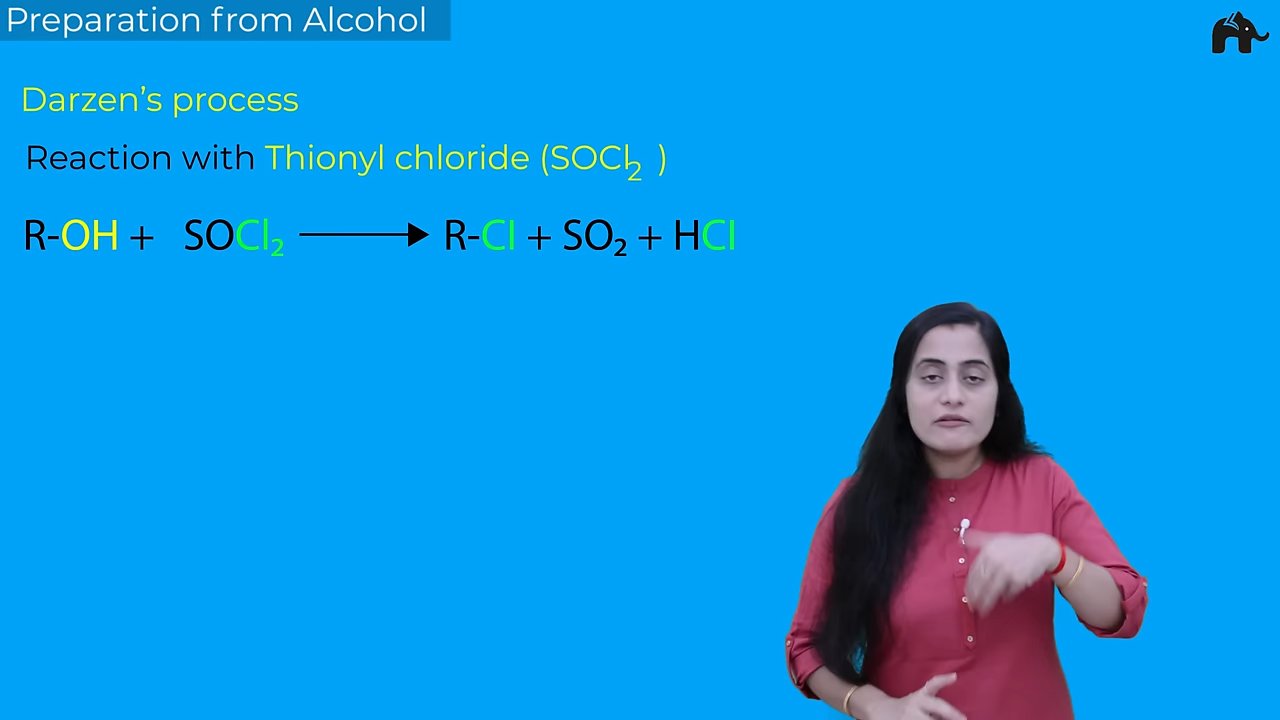 Preparation from Alcohol
Darzen’s process
Reaction with Thionyl chloride (SOCl₂ )
R-OH + SOCl₂ ⟶ R-Cl + SO₂ + HCl